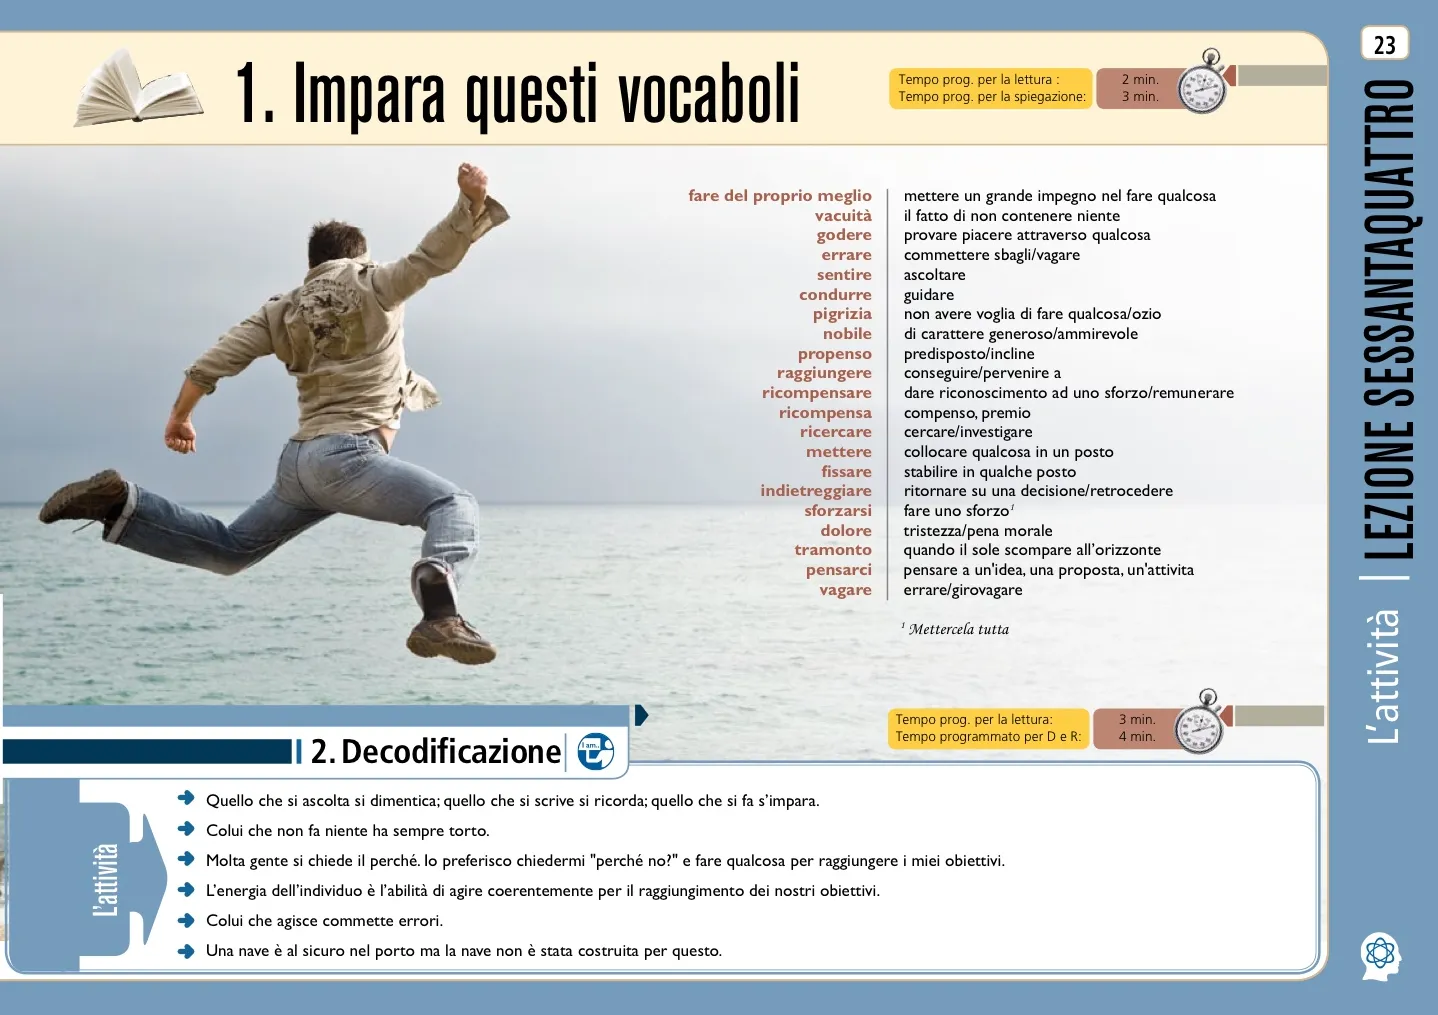 1. Impara questi vocaboli
Tempo prog. per la lettura : 2 min.
Tempo prog. per la spiegazione: 3 min.
23
LEZIONE SESSANTAQUATTRO
L'attività
fare del proprio meglio mettere un grande impegno nel fare qualcosa
vacuità il fatto di non contenere niente
godere provare piacere attraverso qualcosa
errare commettere sbagli/vagare
sentire ascoltare
condurre guidare
pigrizia non avere voglia di fare qualcosa/ozio
nobile di carattere generoso/ammirevole
propenso predisposto/incline
raggiungere conseguire/pervenire a
ricompensare dare riconoscimento ad uno sforzo/remunerare
ricompensa compenso, premio
ricercare cercare/investigare
mettere collocare qualcosa in un posto
fissare stabilire in qualche posto
indietreggiare ritornare su una decisione/retrocedere
sforzarsi fare uno sforzo¹
dolore tristezza/pena morale
tramonto quando il sole scompare all'orizzonte
pensarci pensare a un'idea, una proposta, un'attivita
vagare errare/girovagare
¹ Mettercela tutta
Tempo prog. per la lettura: 3 min.
Tempo programmato per D e R: 4 min.
2. Decodificazione
I am..
L'attività
Quello che si ascolta si dimentica; quello che si scrive si ricorda; quello che si fa s'impara.
Colui che non fa niente ha sempre torto.
Molta gente si chiede il perché. Io preferisco chiedermi "perché no?" e fare qualcosa per raggiungere i miei obiettivi.
L'energia dell'individuo è l'abilità di agire coerentemente per il raggiungimento dei nostri obiettivi.
Colui che agisce commette errori.
Una nave è al sicuro nel porto ma la nave non è stata costruita per questo.